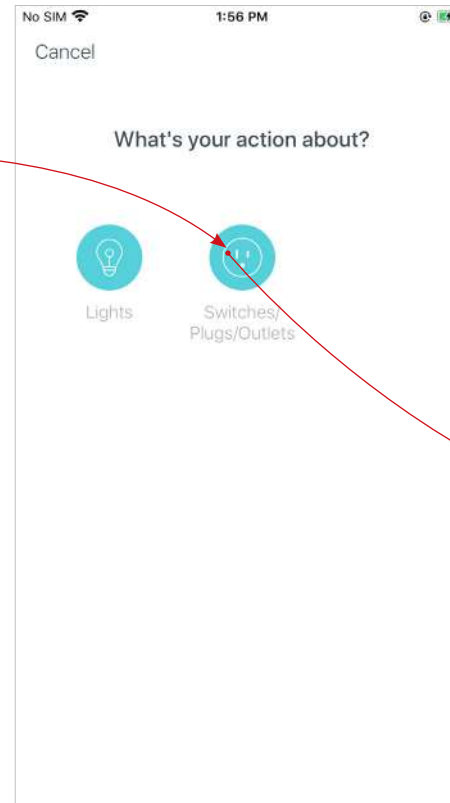 No SIM 1:56 PM
Cancel
What's your action about?
Lights
Switches/
Plugs/Outlets